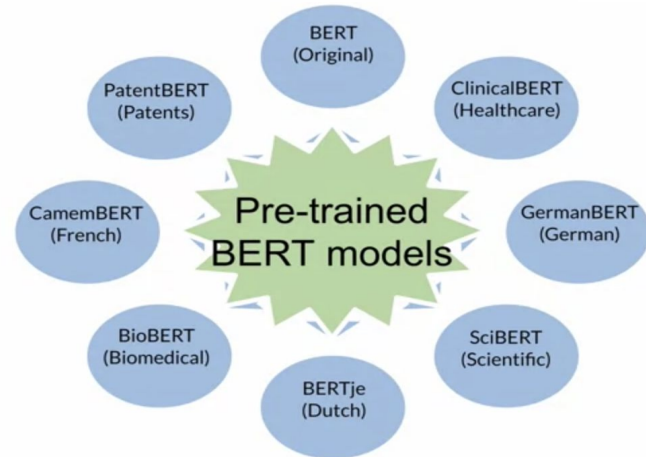 BERT
(Original)
PatentBERT
(Patents)
ClinicalBERT
(Healthcare)
CamemBERT
(French)
Pre-trained
BERT models
GermanBERT
(German)
BioBERT
(Biomedical)
SciBERT
(Scientific)
BERTje
(Dutch)